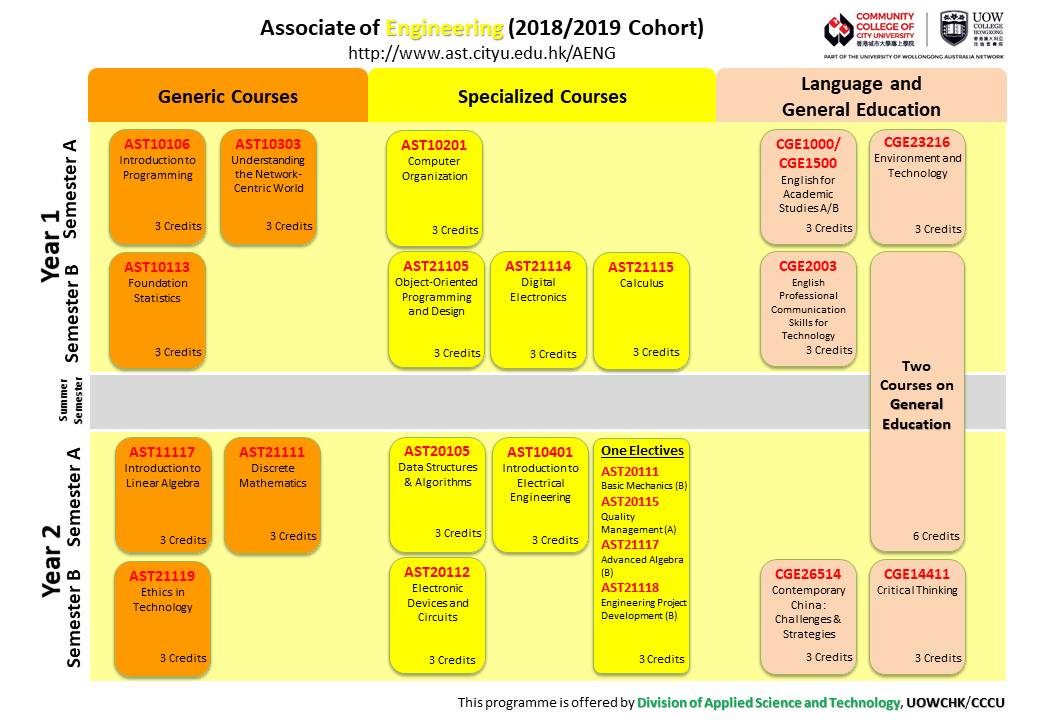 Associate of Engineering (2018/2019 Cohort)
http://www.ast.cityu.edu.hk/AENG
COMMUNITY
COLLEGE OF
CITY UNIVERSITY
香港城市大學專上學院
UOW
COLLEGE
HONG KONG
PART OF THE UNIVERSITY OF WOLLONGONG AUSTRALIA NETWORK
Generic Courses
Specialized Courses
Language and
General Education
Year 1
Semester A
AST10106
Introduction to
Programming
3 Credits
AST10303
Understanding
the Network-
Centric World
3 Credits
AST10201
Computer
Organization
3 Credits
CGE1000/
CGE1500
English for
Academic
Studies A/B
3 Credits
CGE23216
Environment and
Technology
3 Credits
Semester B
AST10113
Foundation
Statistics
3 Credits
AST21105
Object-Oriented
Programming
and Design
3 Credits
AST21114
Digital
Electronics
3 Credits
AST21115
Calculus
3 Credits
CGE2003
English
Professional
Communication
Skills for
Technology
3 Credits
Two
Courses on
General
Education
6 Credits
Summer
Semester
Year 2
Semester A
AST11117
Introduction to
Linear Algebra
3 Credits
AST21111
Discrete
Mathematics
3 Credits
AST20105
Data Structures
& Algorithms
3 Credits
AST10401
Introduction to
Electrical
Engineering
3 Credits
One Electives
AST20111
Basic Mechanics (B)
AST20115
Quality
Management (A)
AST21117
Advanced Algebra
(B)
AST21118
Engineering Project
Development (B)
3 Credits
Semester B
AST21119
Ethics in
Technology
3 Credits
AST20112
Electronic
Devices and
Circuits
3 Credits
CGE26514
Contemporary
China :
Challenges &
Strategies
3 Credits
CGE14411
Critical Thinking
3 Credits
This programme is offered by Division of Applied Science and Technology, UOWCHK/CCCU